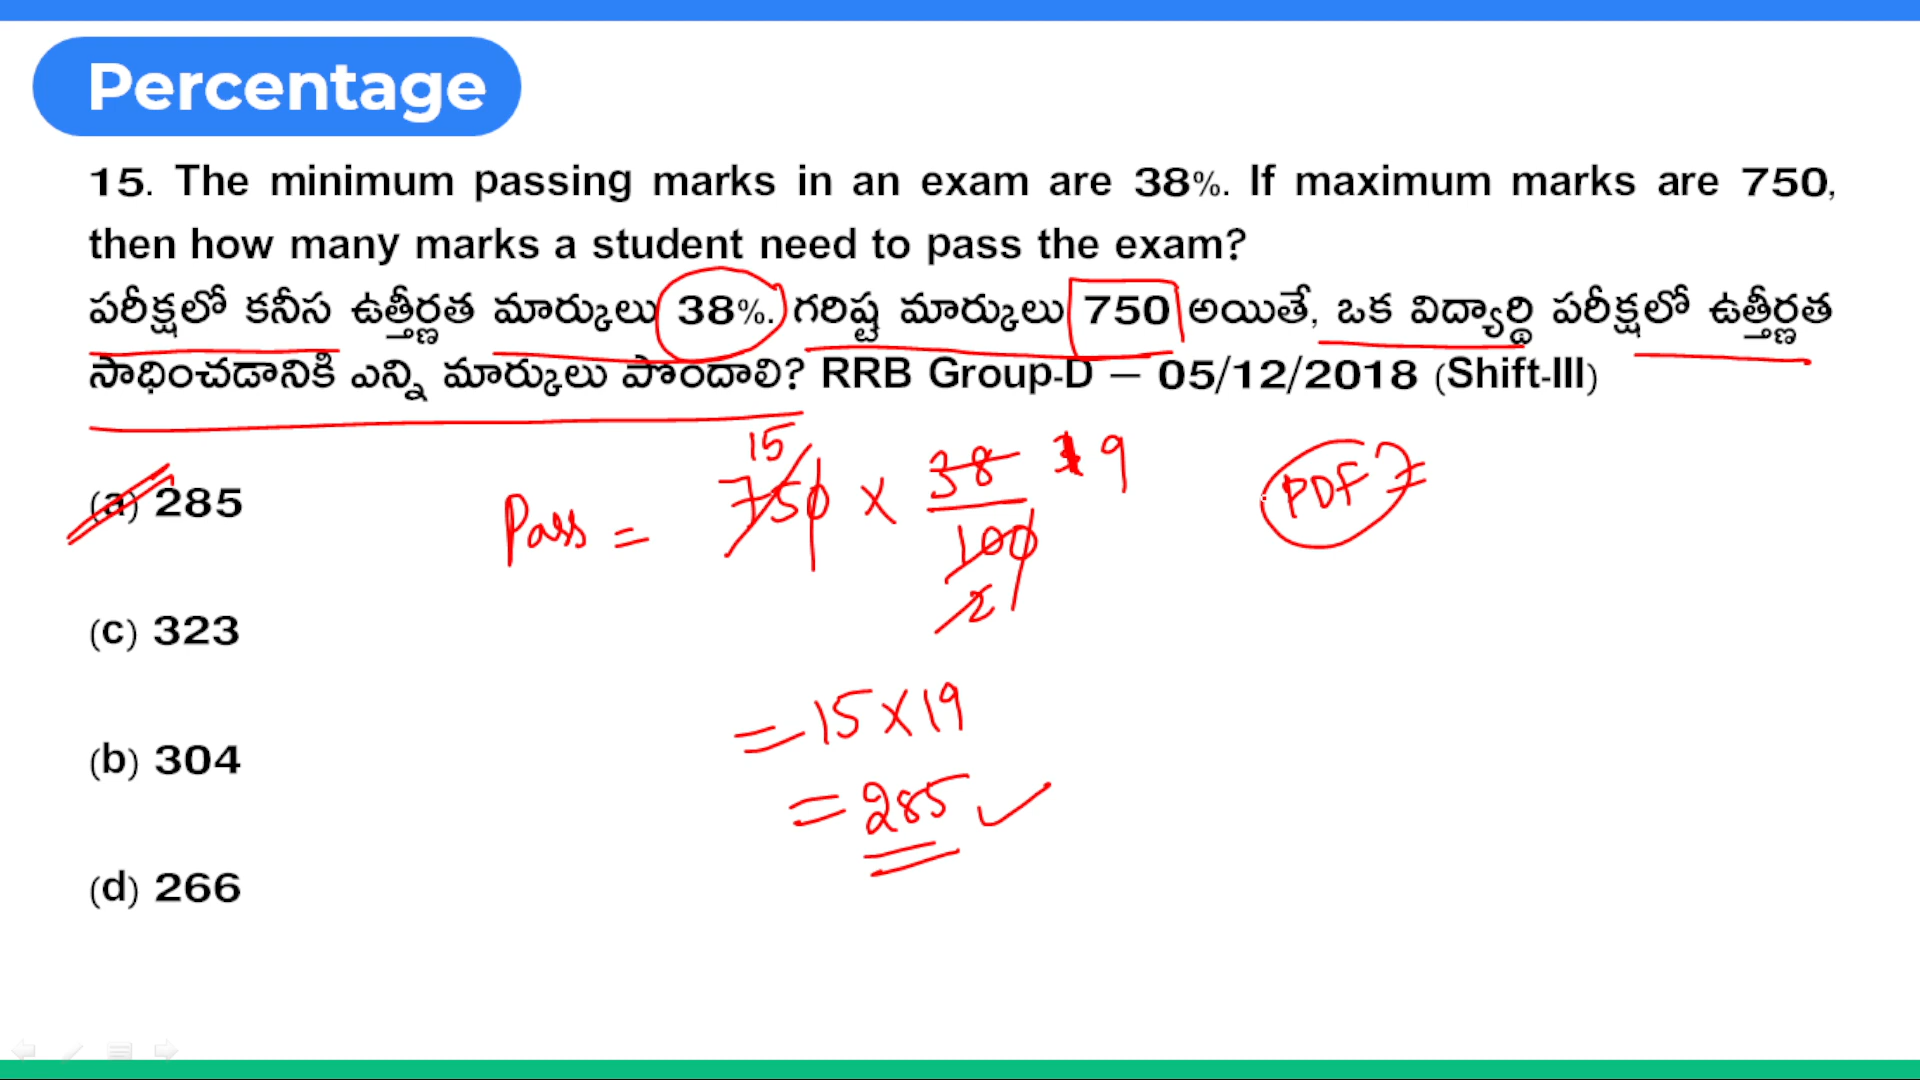 Percentage
15. The minimum passing marks in an exam are 38%. If maximum marks are 750,
then how many marks a student need to pass the exam?
పరీక్షలో కనీస ఉత్తీర్ణత మార్కులు 38%. గరిష్ట మార్కులు 750 అయితే, ఒక విద్యార్థి పరీక్షలో ఉత్తీర్ణత
సాధించడానికి ఎన్ని మార్కులు పొందాలి? RRB Group-D – 05/12/2018 (Shift-III)
(a) 285
(c) 323
(b) 304
(d) 266
15
Pass = 750 × 38/100 19
2
= 15 × 19
= 285 ✓
PDF